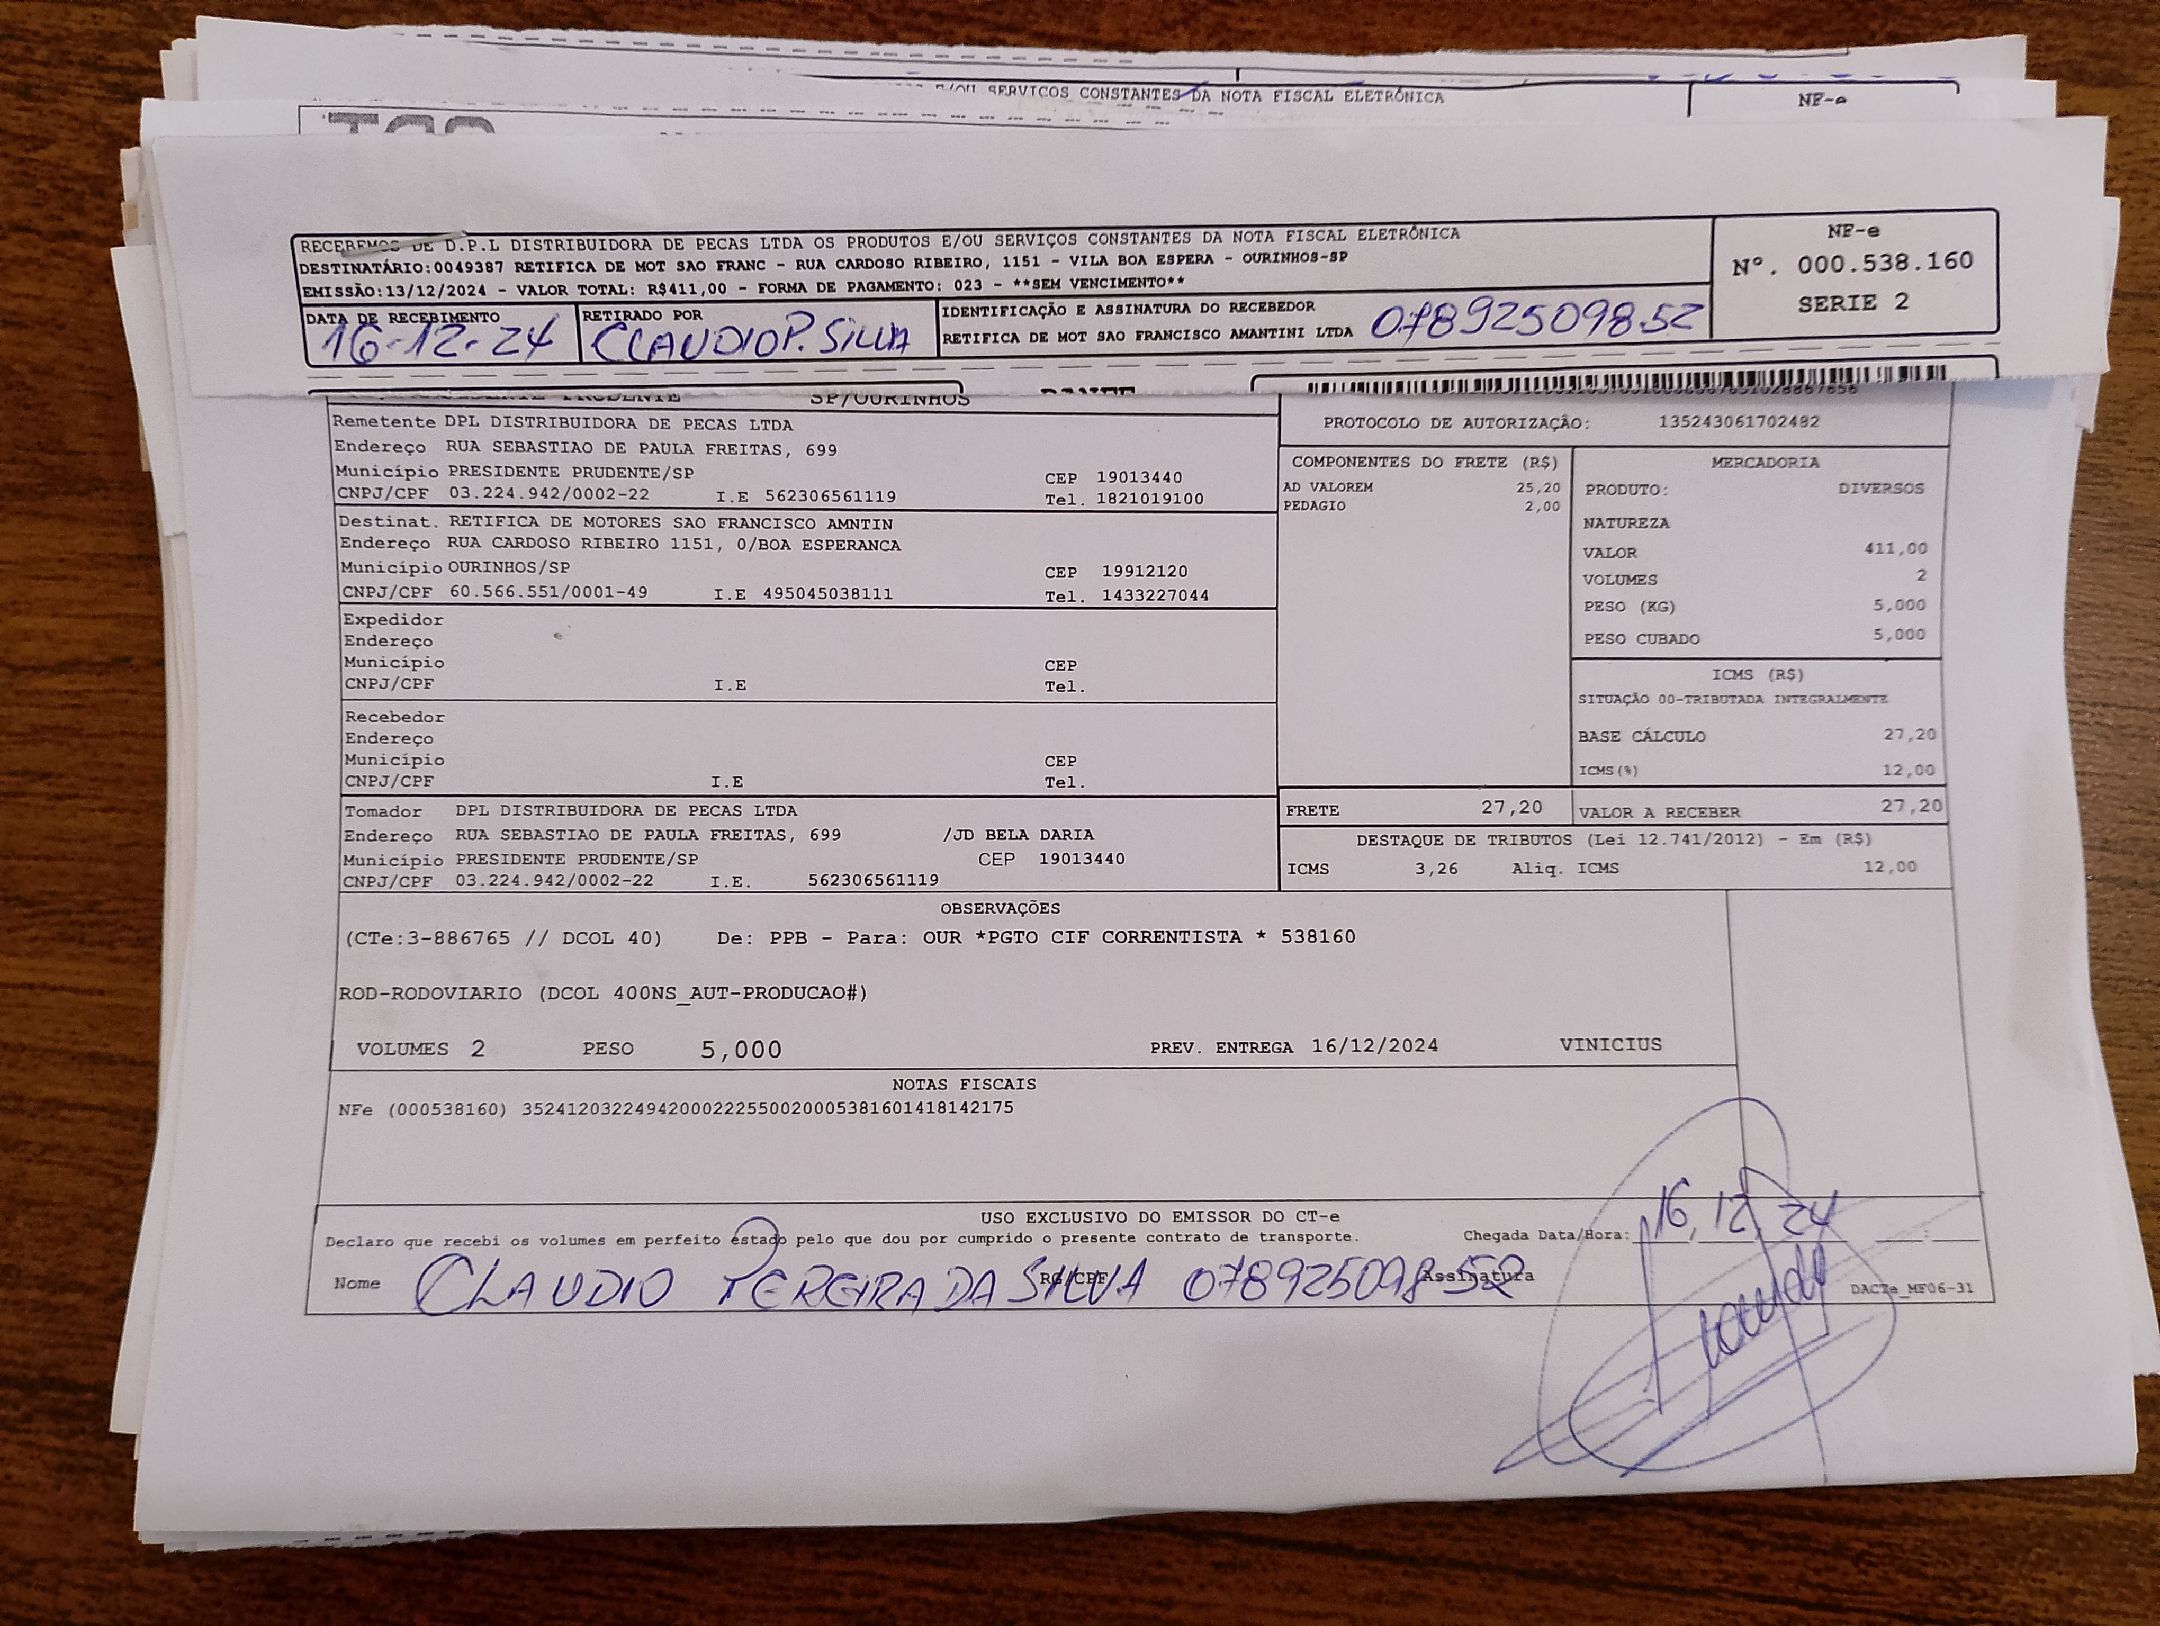 SERVIÇOS CONSTANTES DA NOTA FISCAL ELETRÔNICA
NF-e
RECEBEMOS DE D.P.L DISTRIBUIDORA DE PECAS LTDA OS PRODUTOS E/OU SERVIÇOS CONSTANTES DA NOTA FISCAL ELETRÔNICA
DESTINATÁRIO:0049387 RETIFICA DE MOT SAO FRANC - RUA CARDOSO RIBEIRO, 1151 - VILA BOA ESPERA - OURINHOS-SP
EMISSÃO:13/12/2024 - VALOR TOTAL: R$411,00 - FORMA DE PAGAMENTO: 023 - **SEM VENCIMENTO**
NF-e
Nº. 000.538.160
SERIE 2
DATA DE RECEBIMENTO
16-12-24
RETIRADO POR
CLAUDIO P. SILVA
IDENTIFICAÇÃO E ASSINATURA DO RECEBEDOR
RETIFICA DE MOT SAO FRANCISCO AMANTINI LTDA 07892509852
SP/OURINHOS
Remetente DPL DISTRIBUIDORA DE PECAS LTDA
Endereço RUA SEBASTIAO DE PAULA FREITAS, 699
Município PRESIDENTE PRUDENTE/SP CEP 19013440
CNPJ/CPF 03.224.942/0002-22 I.E 562306561119 Tel. 1821019100
Destinat. RETIFICA DE MOTORES SAO FRANCISCO AMNTIN
Endereço RUA CARDOSO RIBEIRO 1151, 0/BOA ESPERANCA
Município OURINHOS/SP CEP 19912120
CNPJ/CPF 60.566.551/0001-49 I.E 495045038111 Tel. 1433227044
Expedidor
Endereço
Município CEP
CNPJ/CPF I.E Tel.
Recebedor
Endereço
Município CEP
CNPJ/CPF I.E Tel.
Tomador DPL DISTRIBUIDORA DE PECAS LTDA
Endereço RUA SEBASTIAO DE PAULA FREITAS, 699 /JD BELA DARIA
Município PRESIDENTE PRUDENTE/SP CEP 19013440
CNPJ/CPF 03.224.942/0002-22 I.E. 562306561119
PROTOCOLO DE AUTORIZAÇÃO: 135243061702482
COMPONENTES DO FRETE (R$)
AD VALOREM 25,20
PEDAGIO 2,00
MERCADORIA
PRODUTO: DIVERSOS
NATUREZA
VALOR 411,00
VOLUMES 2
PESO (KG) 5,000
PESO CUBADO 5,000
ICMS (R$)
SITUAÇÃO 00-TRIBUTADA INTEGRALMENTE
BASE CÁLCULO 27,20
ICMS(%) 12,00
FRETE 27,20 VALOR A RECEBER 27,20
DESTAQUE DE TRIBUTOS (Lei 12.741/2012) - Em (R$)
ICMS 3,26 Aliq. ICMS 12,00
OBSERVAÇÕES
(CTe:3-886765 // DCOL 40) De: PPB - Para: OUR *PGTO CIF CORRENTISTA * 538160
ROD-RODOVIARIO (DCOL 400NS_AUT-PRODUCAO#)
VOLUMES 2 PESO 5,000 PREV. ENTREGA 16/12/2024 VINICIUS
NOTAS FISCAIS
NFe (000538160) 35241203224942000222550020005381601418142175
USO EXCLUSIVO DO EMISSOR DO CT-e
Declaro que recebi os volumes em perfeito estado pelo que dou por cumprido o presente contrato de transporte. Chegada Data/Hora: 16,12,24
Nome CLAUDIO PEREIRA DA SILVA RG/CPF 07892509852 Assinatura
DACTe_MF06-31